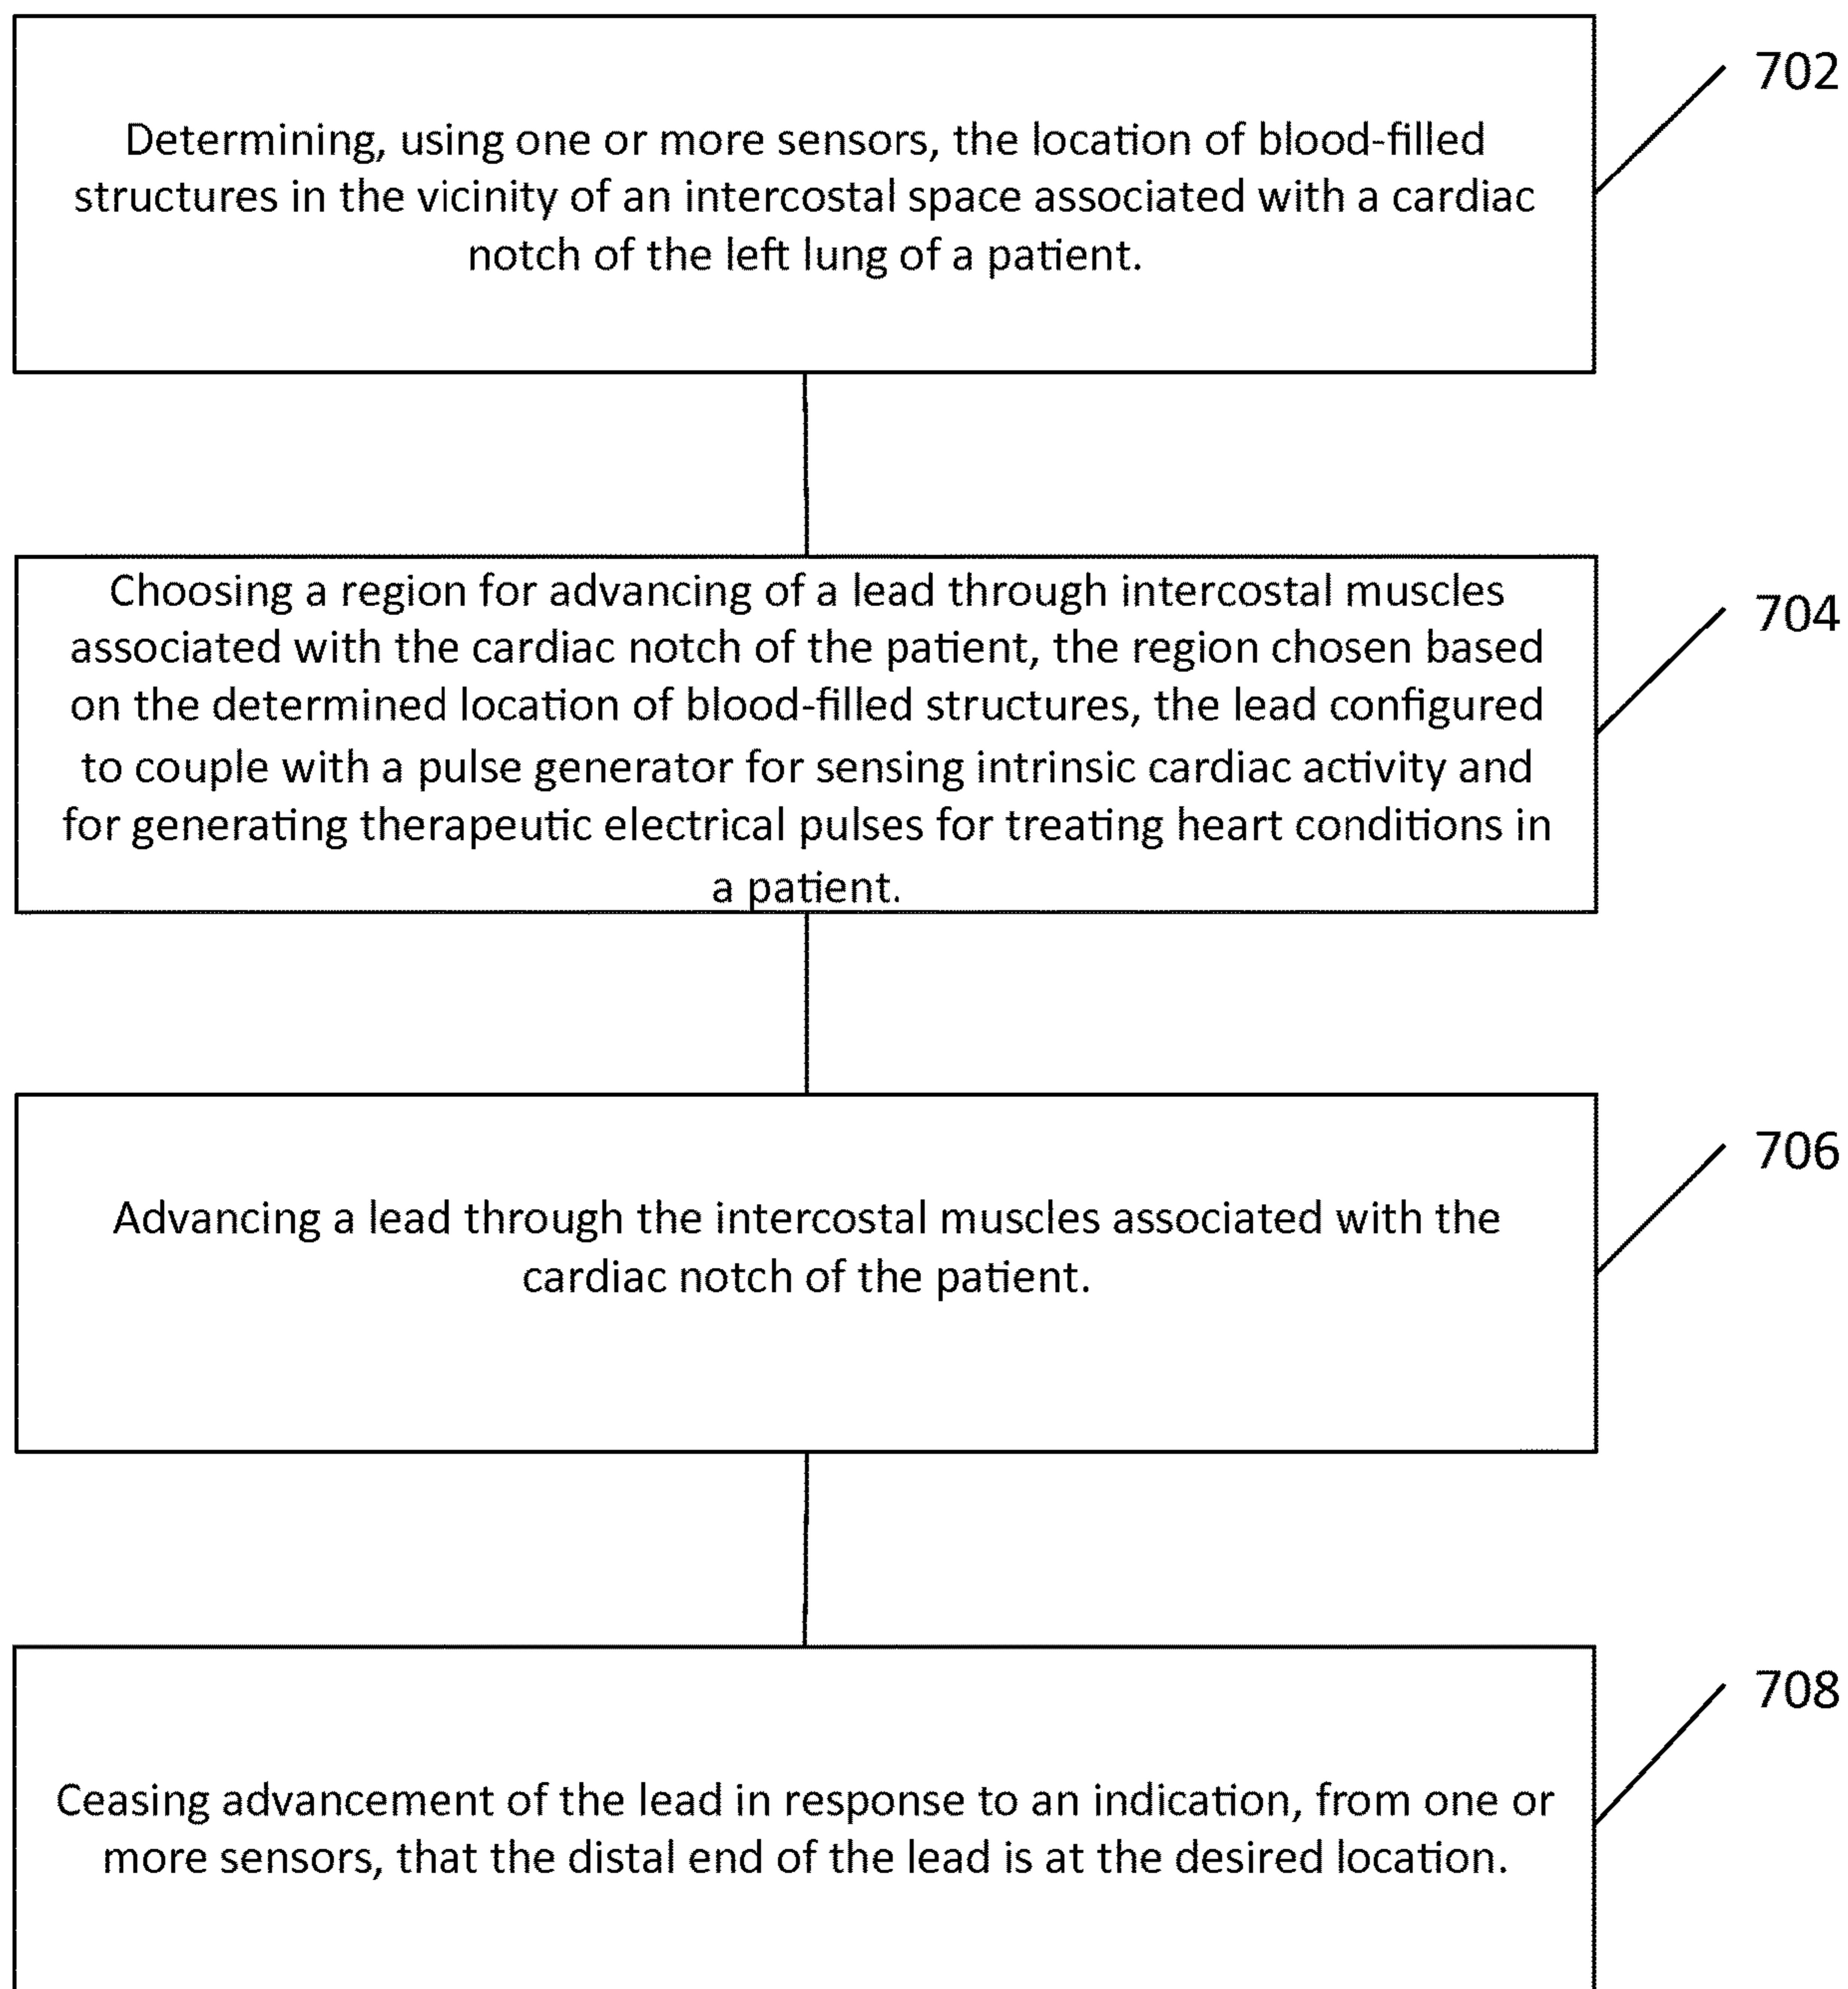 Determining, using one or more sensors, the location of blood-filled
structures in the vicinity of an intercostal space associated with a cardiac
notch of the left lung of a patient.
702
Choosing a region for advancing of a lead through intercostal muscles
associated with the cardiac notch of the patient, the region chosen based
on the determined location of blood-filled structures, the lead configured
to couple with a pulse generator for sensing intrinsic cardiac activity and
for generating therapeutic electrical pulses for treating heart conditions in
a patient.
704
Advancing a lead through the intercostal muscles associated with the
cardiac notch of the patient.
706
Ceasing advancement of the lead in response to an indication, from one or
more sensors, that the distal end of the lead is at the desired location.
708